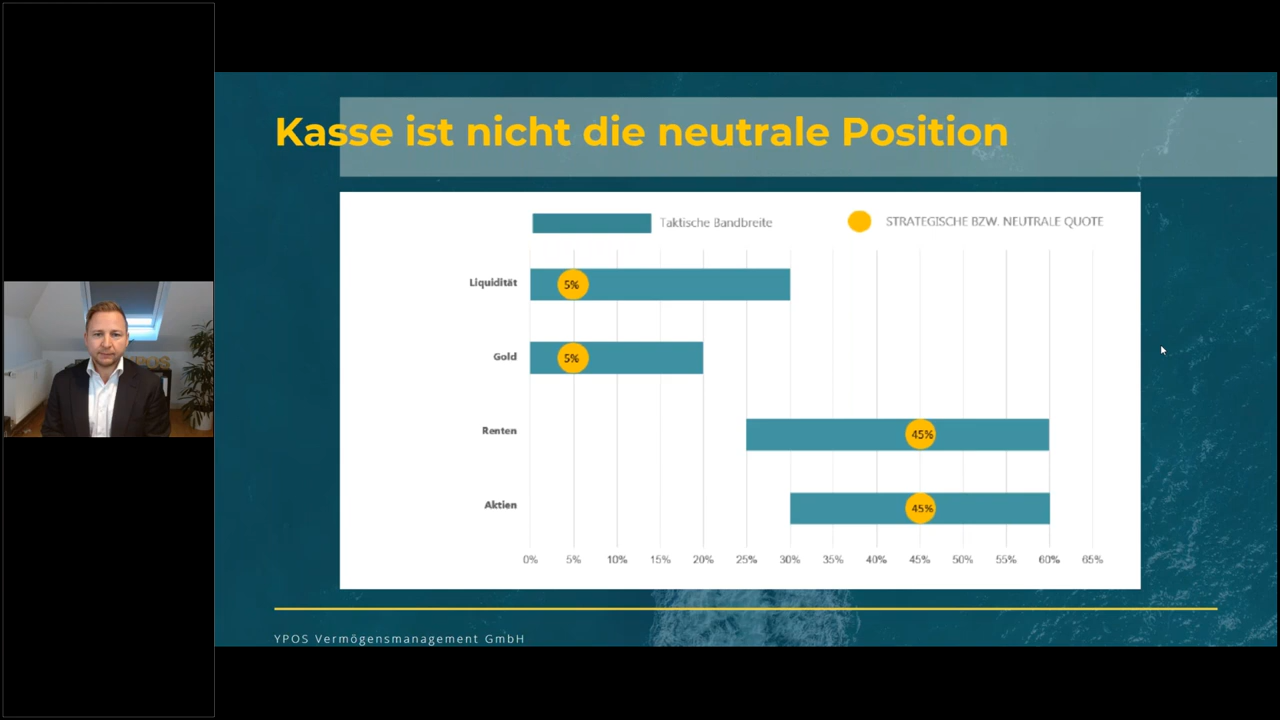 Kasse ist nicht die neutrale Position
Taktische Bandbreite
STRATEGISCHE BZW. NEUTRALE QUOTE
Liquidität
5%
Gold
5%
Renten
45%
Aktien
45%
0% 5% 10% 15% 20% 25% 30% 35% 40% 45% 50% 55% 60% 65%
YPOS Vermögensmanagement GmbH